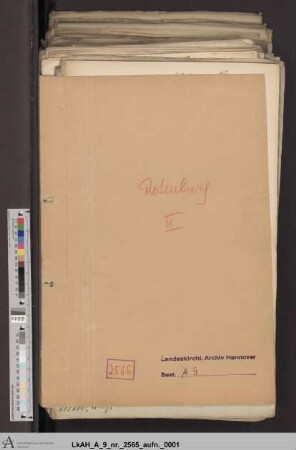 Rotenburg
III
2565
Landeskirchl. Archiv Hannover
Best. A 9
LkAH_A_9_nr._2565_aufn._0001